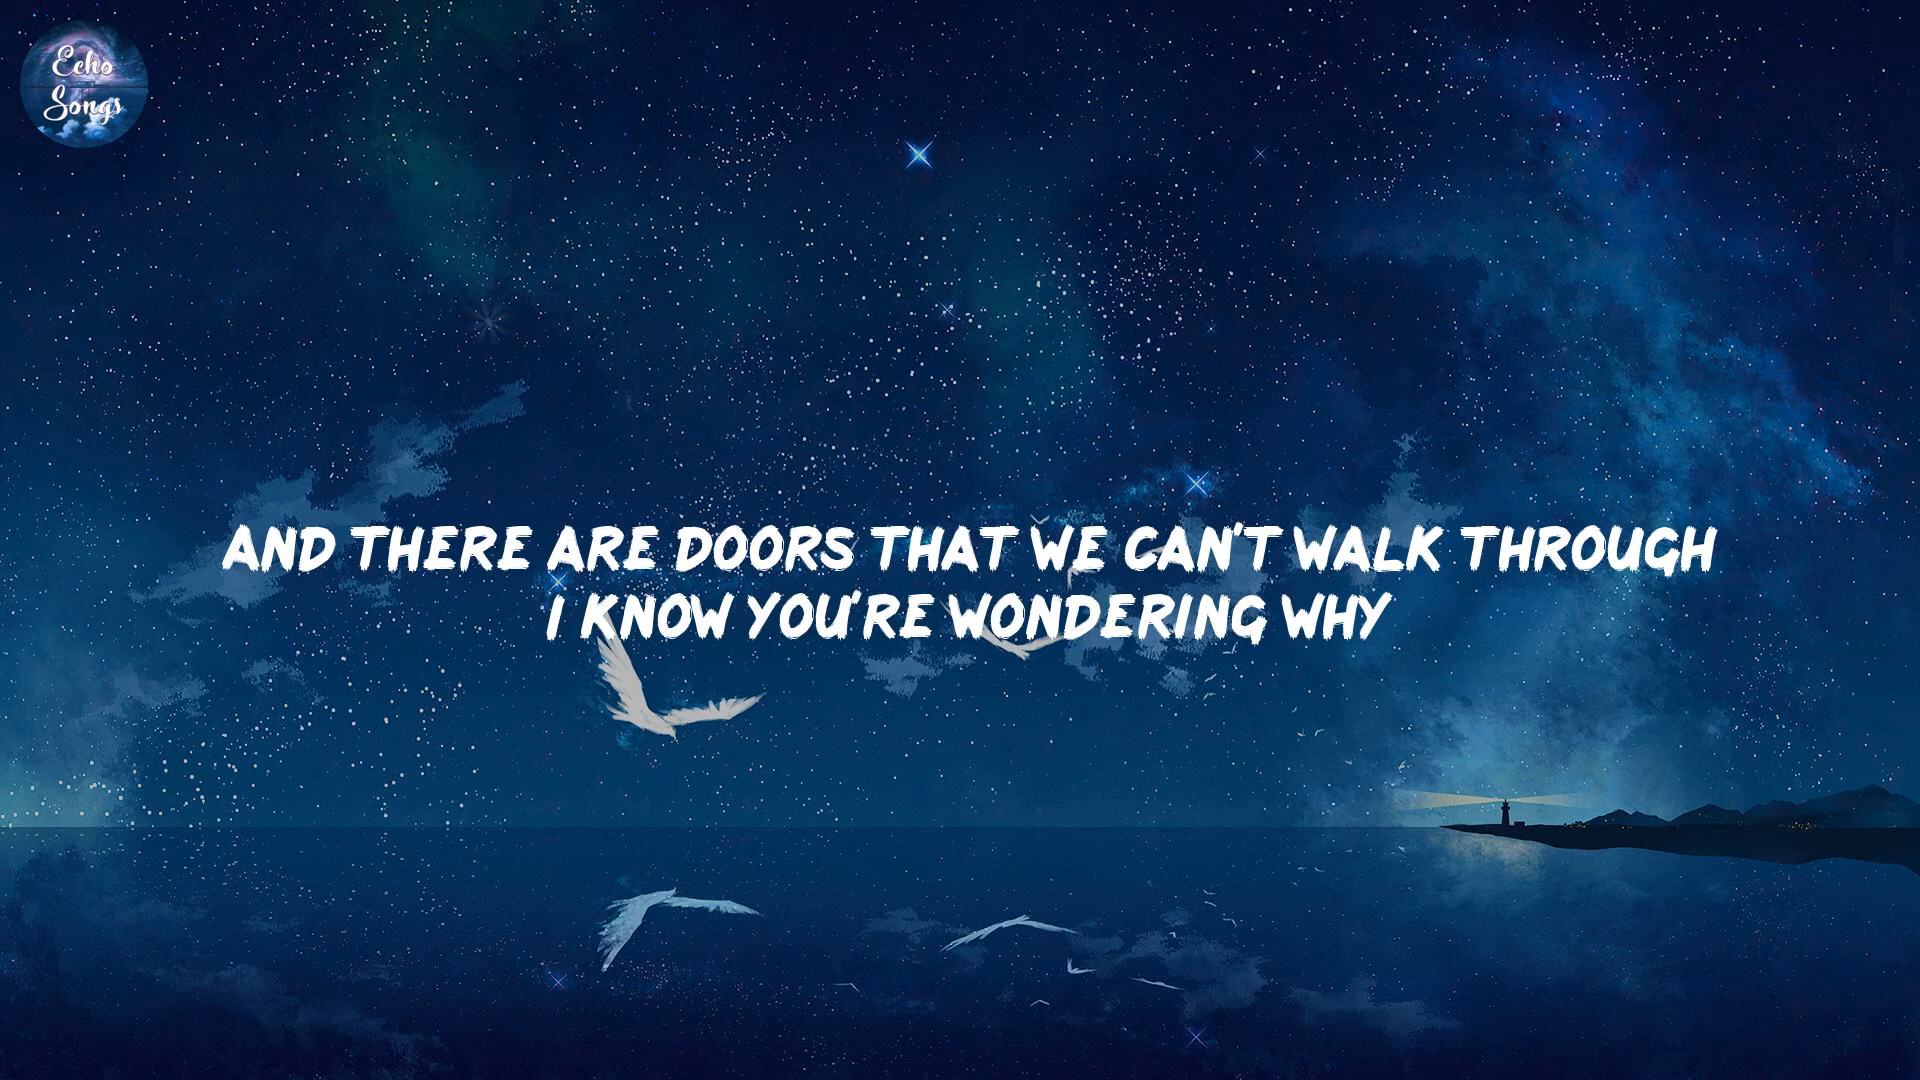 Echo
Songs
AND THERE ARE DOORS THAT WE CAN'T WALK THROUGH
I KNOW YOU'RE WONDERING WHY